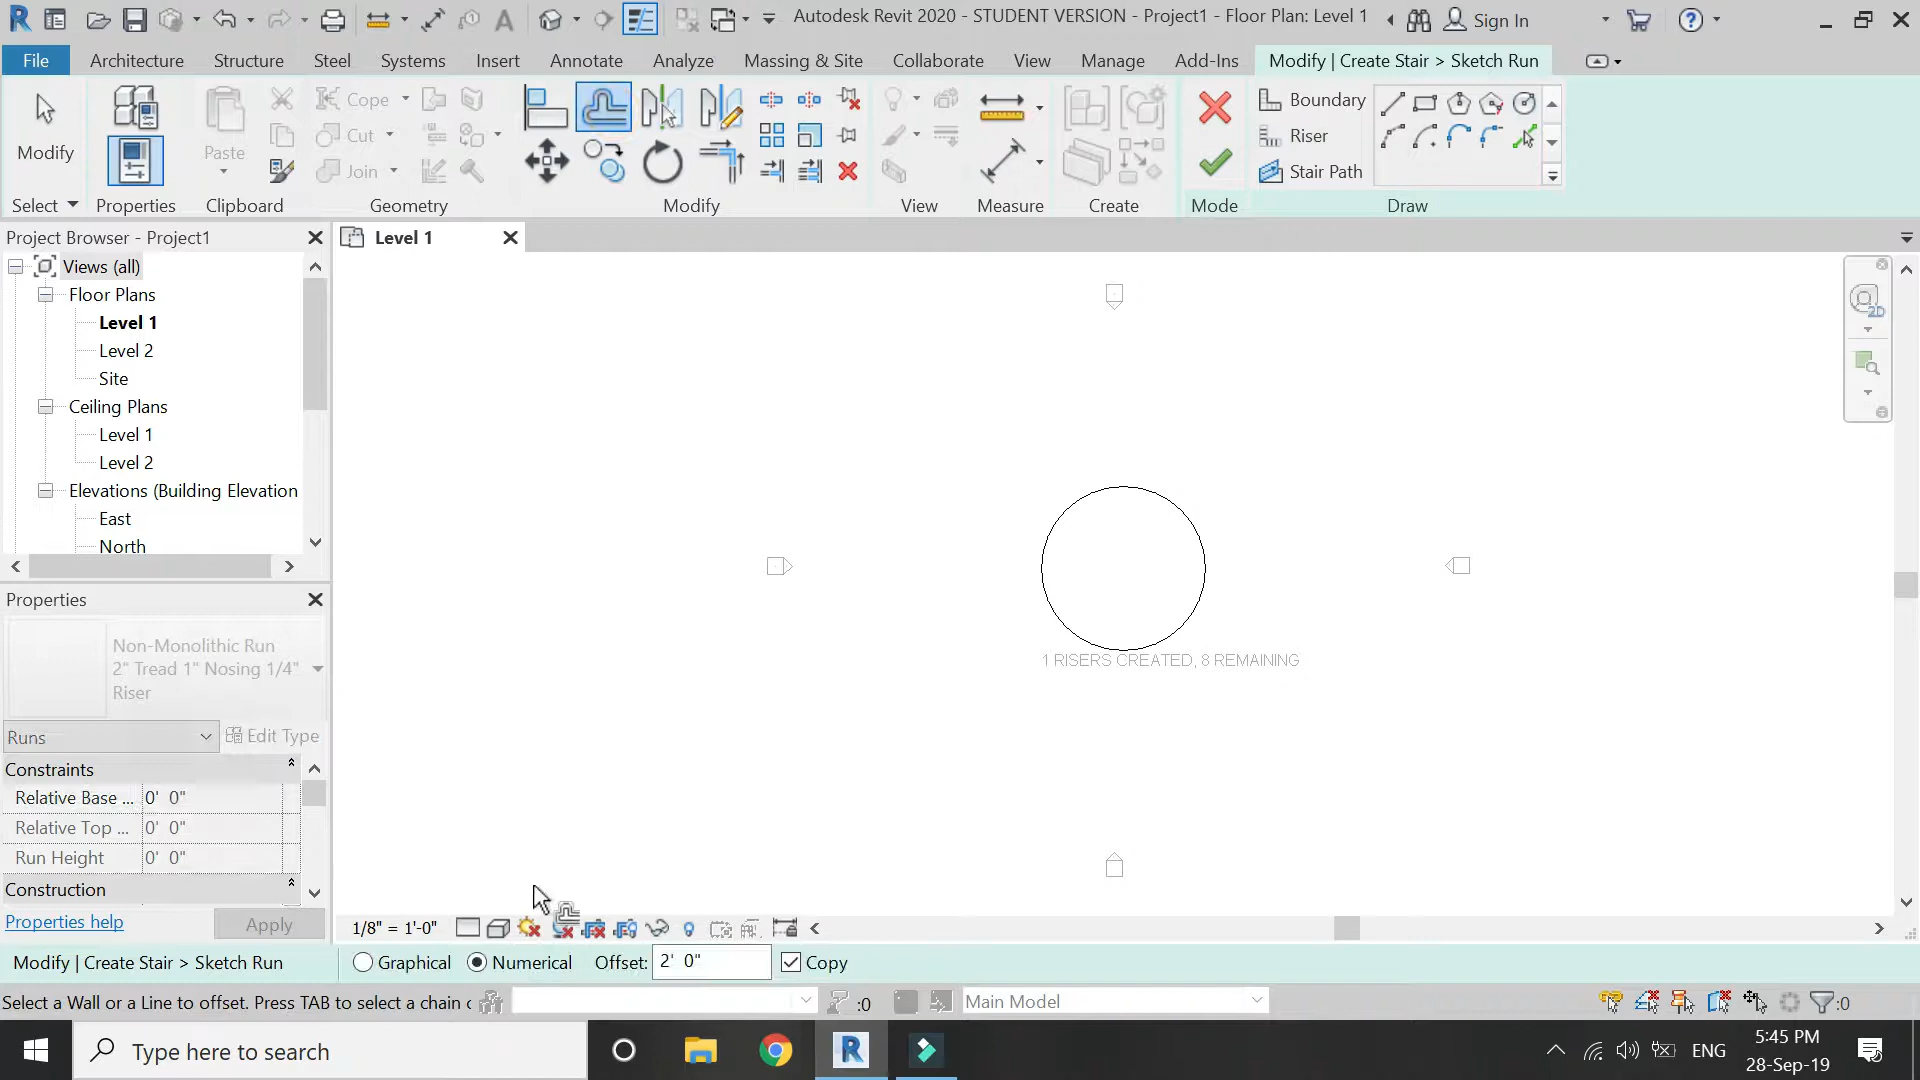 Autodesk Revit 2020 - STUDENT VERSION - Project1 - Floor Plan: Level 1
Sign In
File Architecture Structure Steel Systems Insert Annotate Analyze Massing & Site Collaborate View Manage Add-Ins Modify | Create Stair > Sketch Run
Modify
Paste
Cope
Cut
Join
Boundary
Riser
Stair Path
Select Properties Clipboard Geometry Modify View Measure Create Mode Draw
Project Browser - Project1
Level 1
Views (all)
Floor Plans
Level 1
Level 2
Site
Ceiling Plans
Level 1
Level 2
Elevations (Building Elevation
East
North
Properties
Non-Monolithic Run
2" Tread 1" Nosing 1/4"
Riser
Runs
Edit Type
Constraints
Relative Base ... 0' 0"
Relative Top ... 0' 0"
Run Height 0' 0"
Construction
Properties help
Apply
1 RISERS CREATED, 8 REMAINING
2D
1/8" = 1'-0"
Modify | Create Stair > Sketch Run
Graphical Numerical Offset: 2' 0" Copy
Select a Wall or a Line to offset. Press TAB to select a chain c
:0
Main Model
:0
Type here to search
ENG
5:45 PM
28-Sep-19